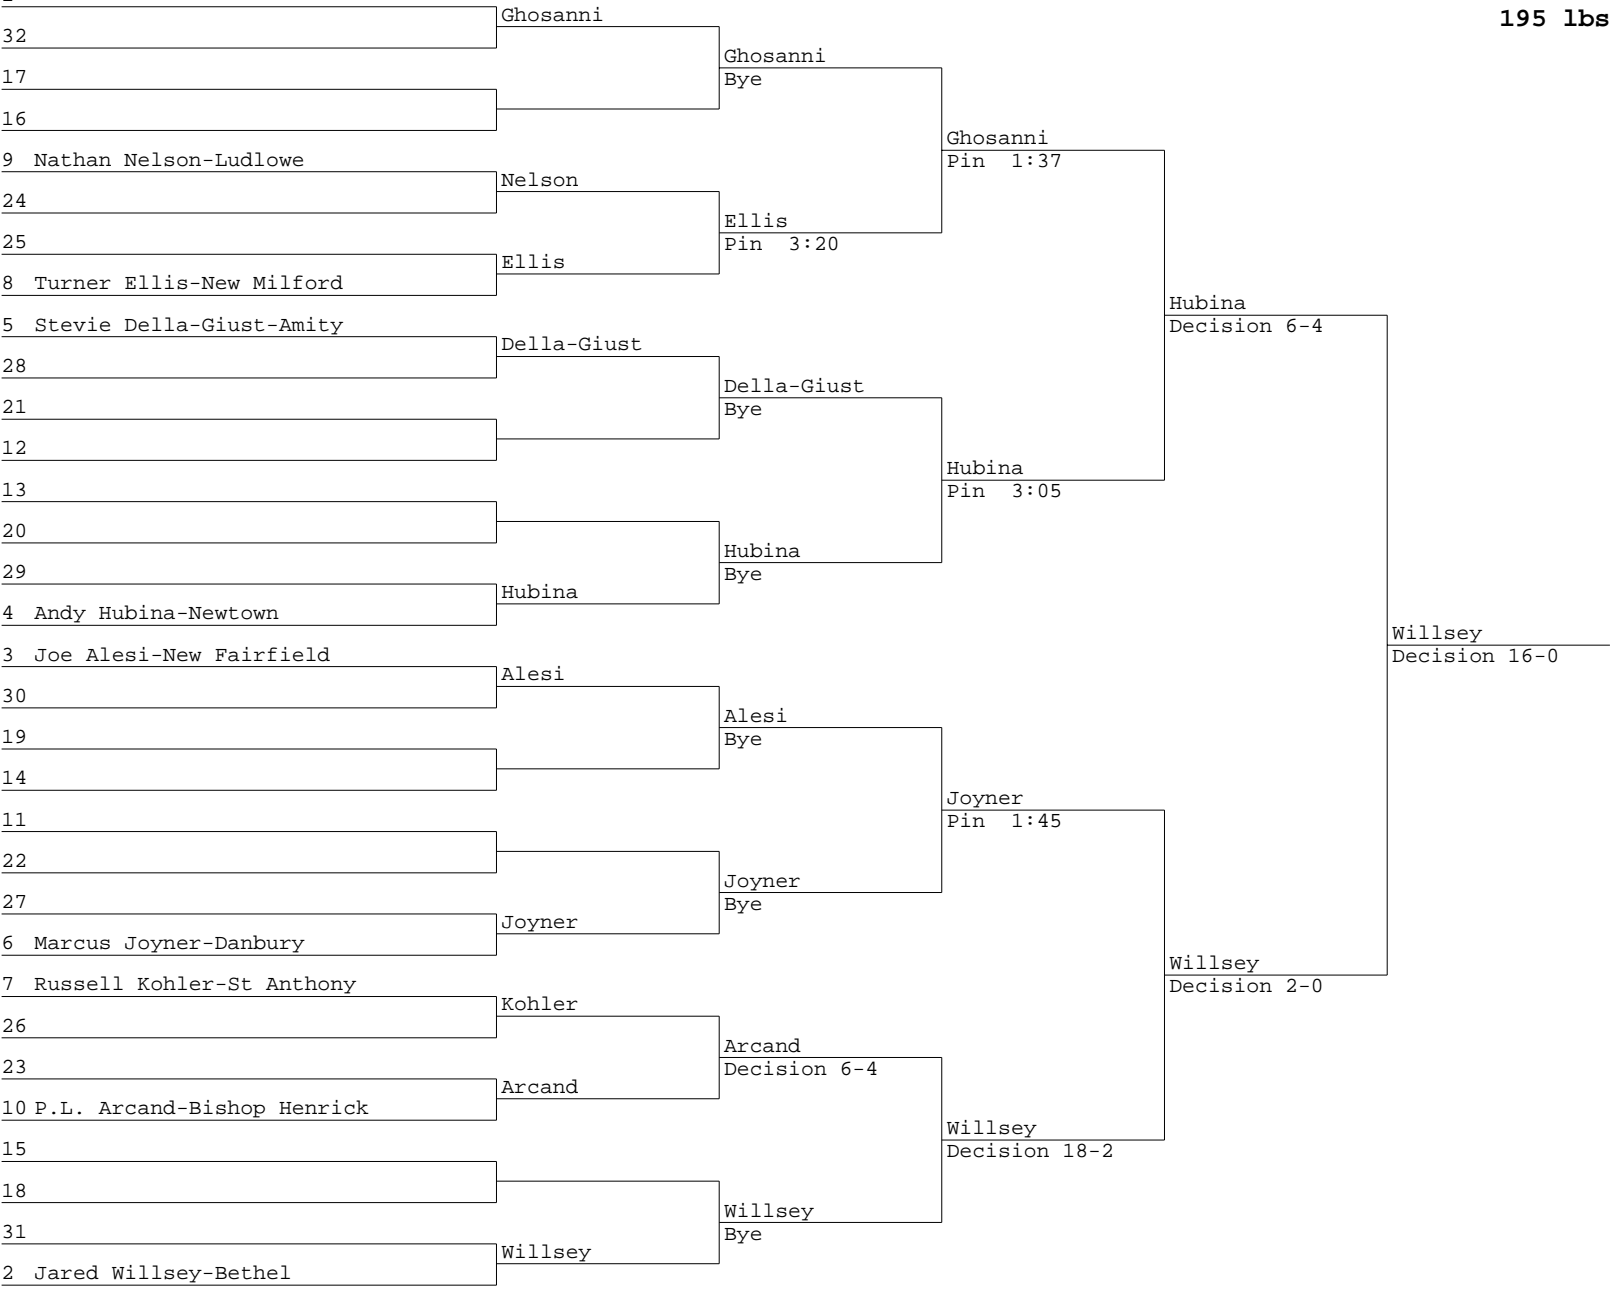 195 lbs
32
17
16
9 Nathan Nelson-Ludlowe
24
25
8 Turner Ellis-New Milford
5 Stevie Della-Giust-Amity
28
21
12
13
20
29
4 Andy Hubina-Newtown
3 Joe Alesi-New Fairfield
30
19
14
11
22
27
6 Marcus Joyner-Danbury
7 Russell Kohler-St Anthony
26
23
10 P.L. Arcand-Bishop Henrick
15
18
31
2 Jared Willsey-Bethel
Ghosanni
Nelson
Ellis
Della-Giust
Hubina
Alesi
Joyner
Kohler
Arcand
Willsey
Ghosanni
Bye
Ellis
Pin 3:20
Della-Giust
Bye
Hubina
Bye
Alesi
Bye
Joyner
Bye
Arcand
Decision 6-4
Willsey
Bye
Ghosanni
Pin 1:37
Hubina
Pin 3:05
Joyner
Pin 1:45
Willsey
Decision 18-2
Hubina
Decision 6-4
Willsey
Decision 2-0
Willsey
Decision 16-0